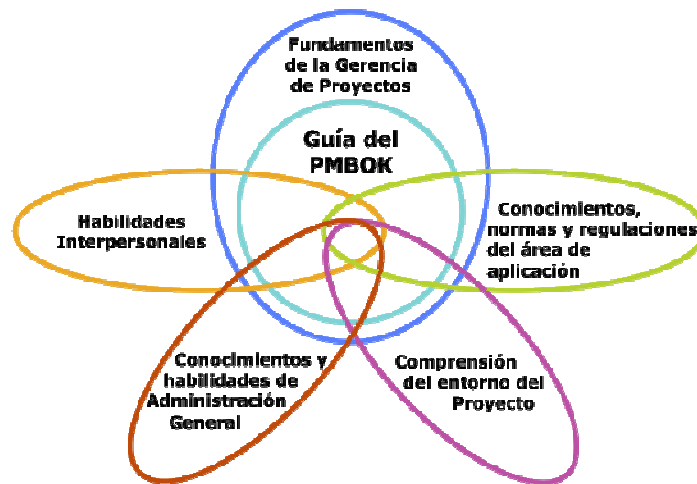 Fundamentos
de la Gerencia
de Proyectos
Guía del
PMBOK
Habilidades
Interpersonales
Conocimientos,
normas y regulaciones
del área de
aplicación
Conocimientos y
habilidades de
Administración
General
Comprensión
del entorno del
Proyecto